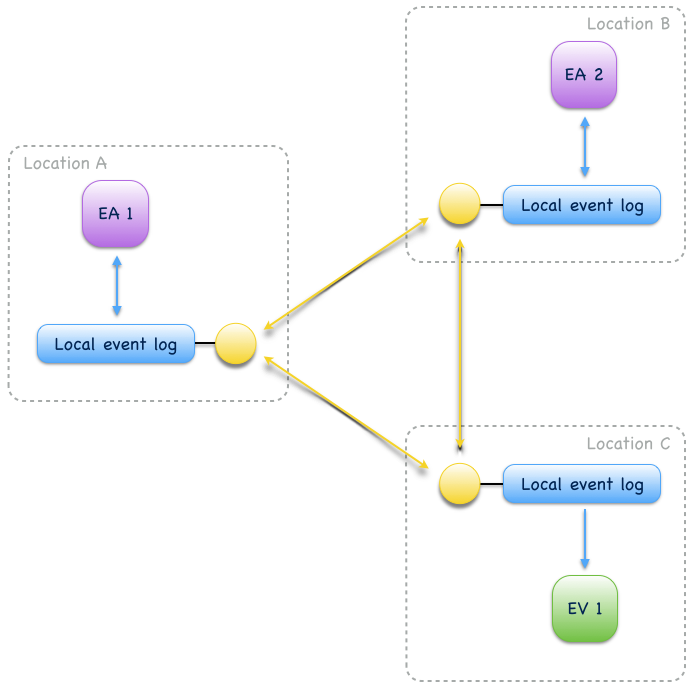 Location B
EA 2
Local event log
Location A
EA 1
Local event log
Location C
Local event log
EV 1